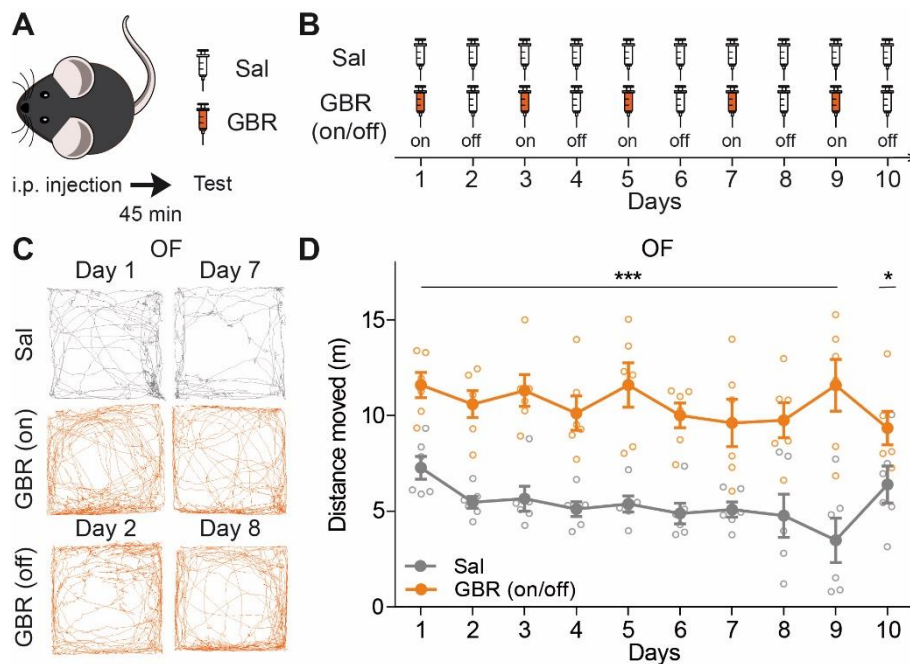 A
Sal
GBR
i.p. injection
Test
45 min
B
Sal
GBR
(on/off)
on off on off on off on off on off
1 2 3 4 5 6 7 8 9 10
Days
C
OF
Day 1 Day 7
Sal
GBR (on)
Day 2 Day 8
GBR (off)
D
OF
*** *
Distance moved (m)
15
10
5
0
Sal
GBR (on/off)
1 2 3 4 5 6 7 8 9 10
Days